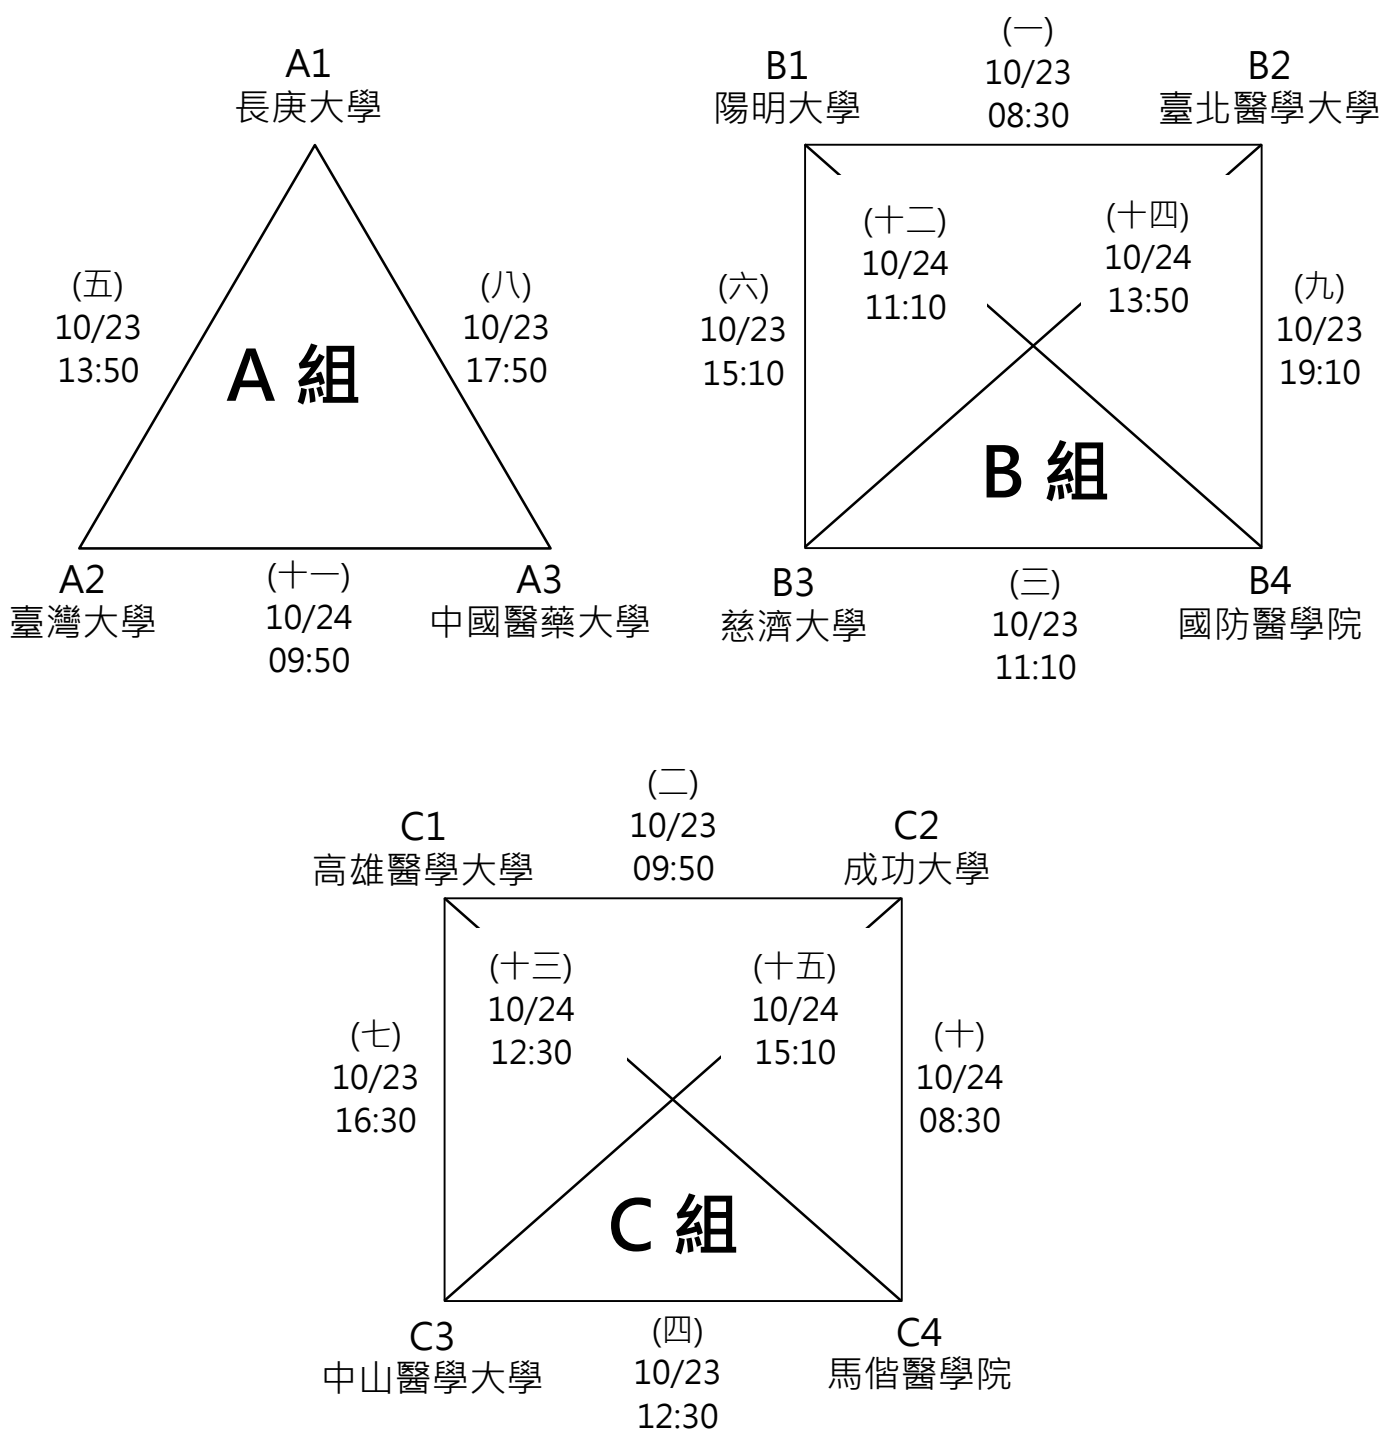 A1
長庚大學
(五)
10/23
13:50
(八)
10/23
17:50
A 組
A2
臺灣大學
(十一)
10/24
09:50
A3
中國醫藥大學
B1
陽明大學
(一)
10/23
08:30
B2
臺北醫學大學
(十二)
10/24
11:10
(十四)
10/24
13:50
(六)
10/23
15:10
(九)
10/23
19:10
B 組
B3
慈濟大學
(三)
10/23
11:10
B4
國防醫學院
C1
高雄醫學大學
(二)
10/23
09:50
C2
成功大學
(十三)
10/24
12:30
(十五)
10/24
15:10
(七)
10/23
16:30
(十)
10/24
08:30
C 組
C3
中山醫學大學
(四)
10/23
12:30
C4
馬偕醫學院